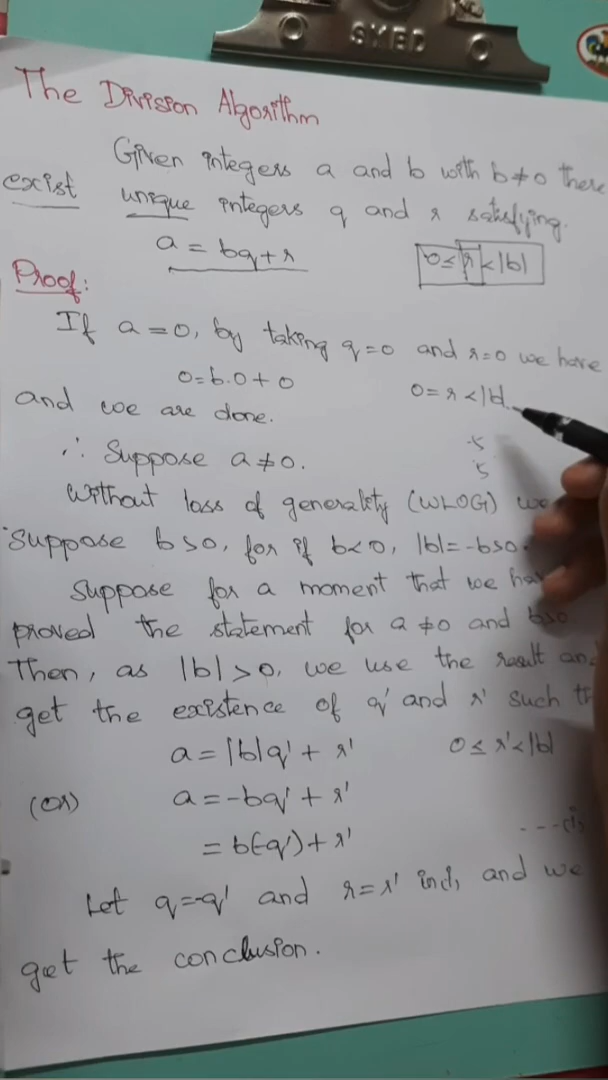 SMED
The Division Algorithm
Given integers a and b with b≠0 there
exist unique integers q and r satisfying.
a = bq+r 0≤r<|b|
Proof:
If a=0, by taking q=0 and r=0 we have
0=b.0+0 0=r<|b|
and we are done.
-5
∴ Suppose a≠0.
5
Without loss of generality (WLOG) we
suppose b>0, for if b<0, |b|=-b>0.
Suppose for a moment that we
proved the statement for a≠0 and b>0
Then, as |b|>0, we use the result
get the existence of q' and r' such
a=|b|q' + r' 0≤r'<|b|
(Or) a=-bq' + r'
=b(-q')+r' ---(i)
Let q=-q' and r=r' in(i) and we
get the conclusion.